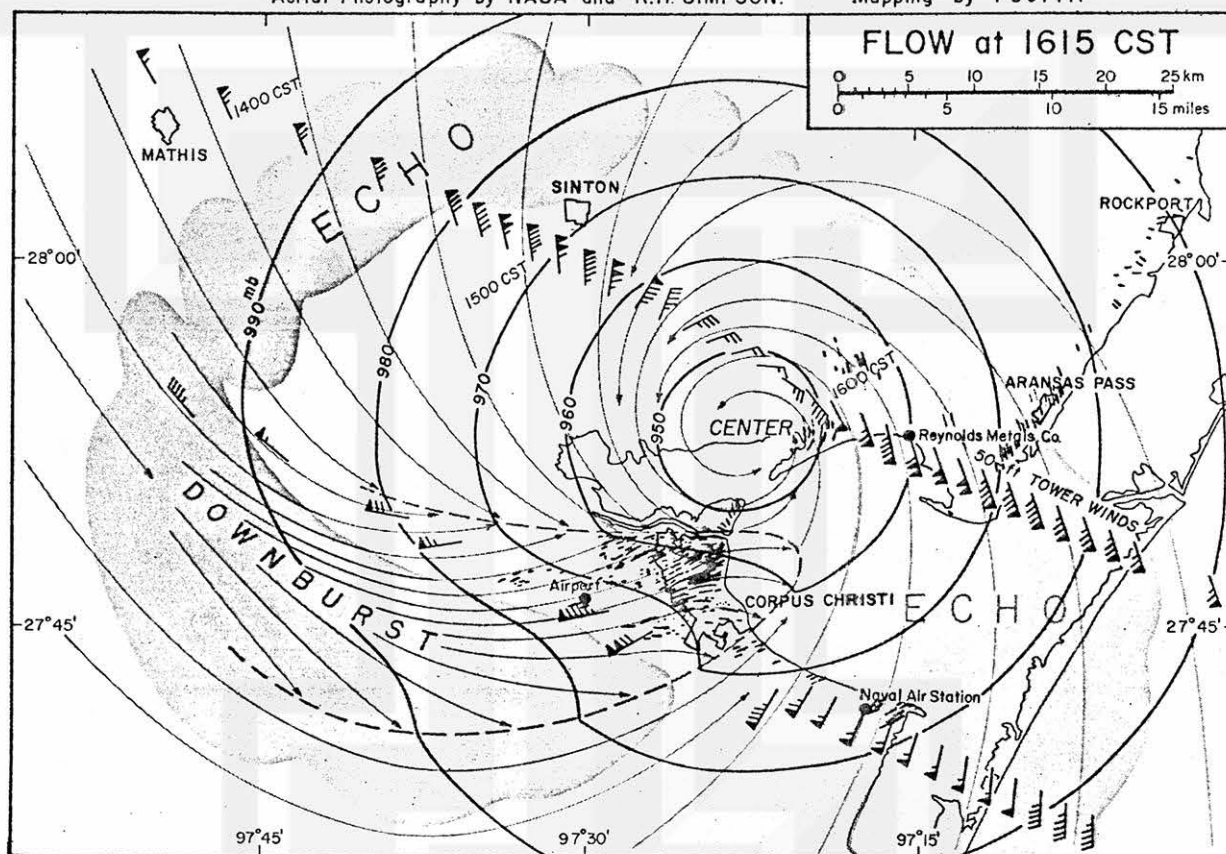 Aerial Photography by NASA and R.H. SIMPSON. Mapping by
FLOW at 1615 CST
0 5 10 15 20 25 km
0 5 10 15 miles
MATHIS
1400 CST
ECHO
SINTON
ROCKPORT
28°00'
28°00'
1500 CST
990 mb
980
970
960
950
CENTER
1600 CST
ARANSAS PASS
Reynolds Metals Co.
TOWER WINDS
DOWNBURST
Airport
CORPUS CHRISTI
ECHO
27°45'
27°45'
Naval Air Station
97°45'
97°30'
97°15'